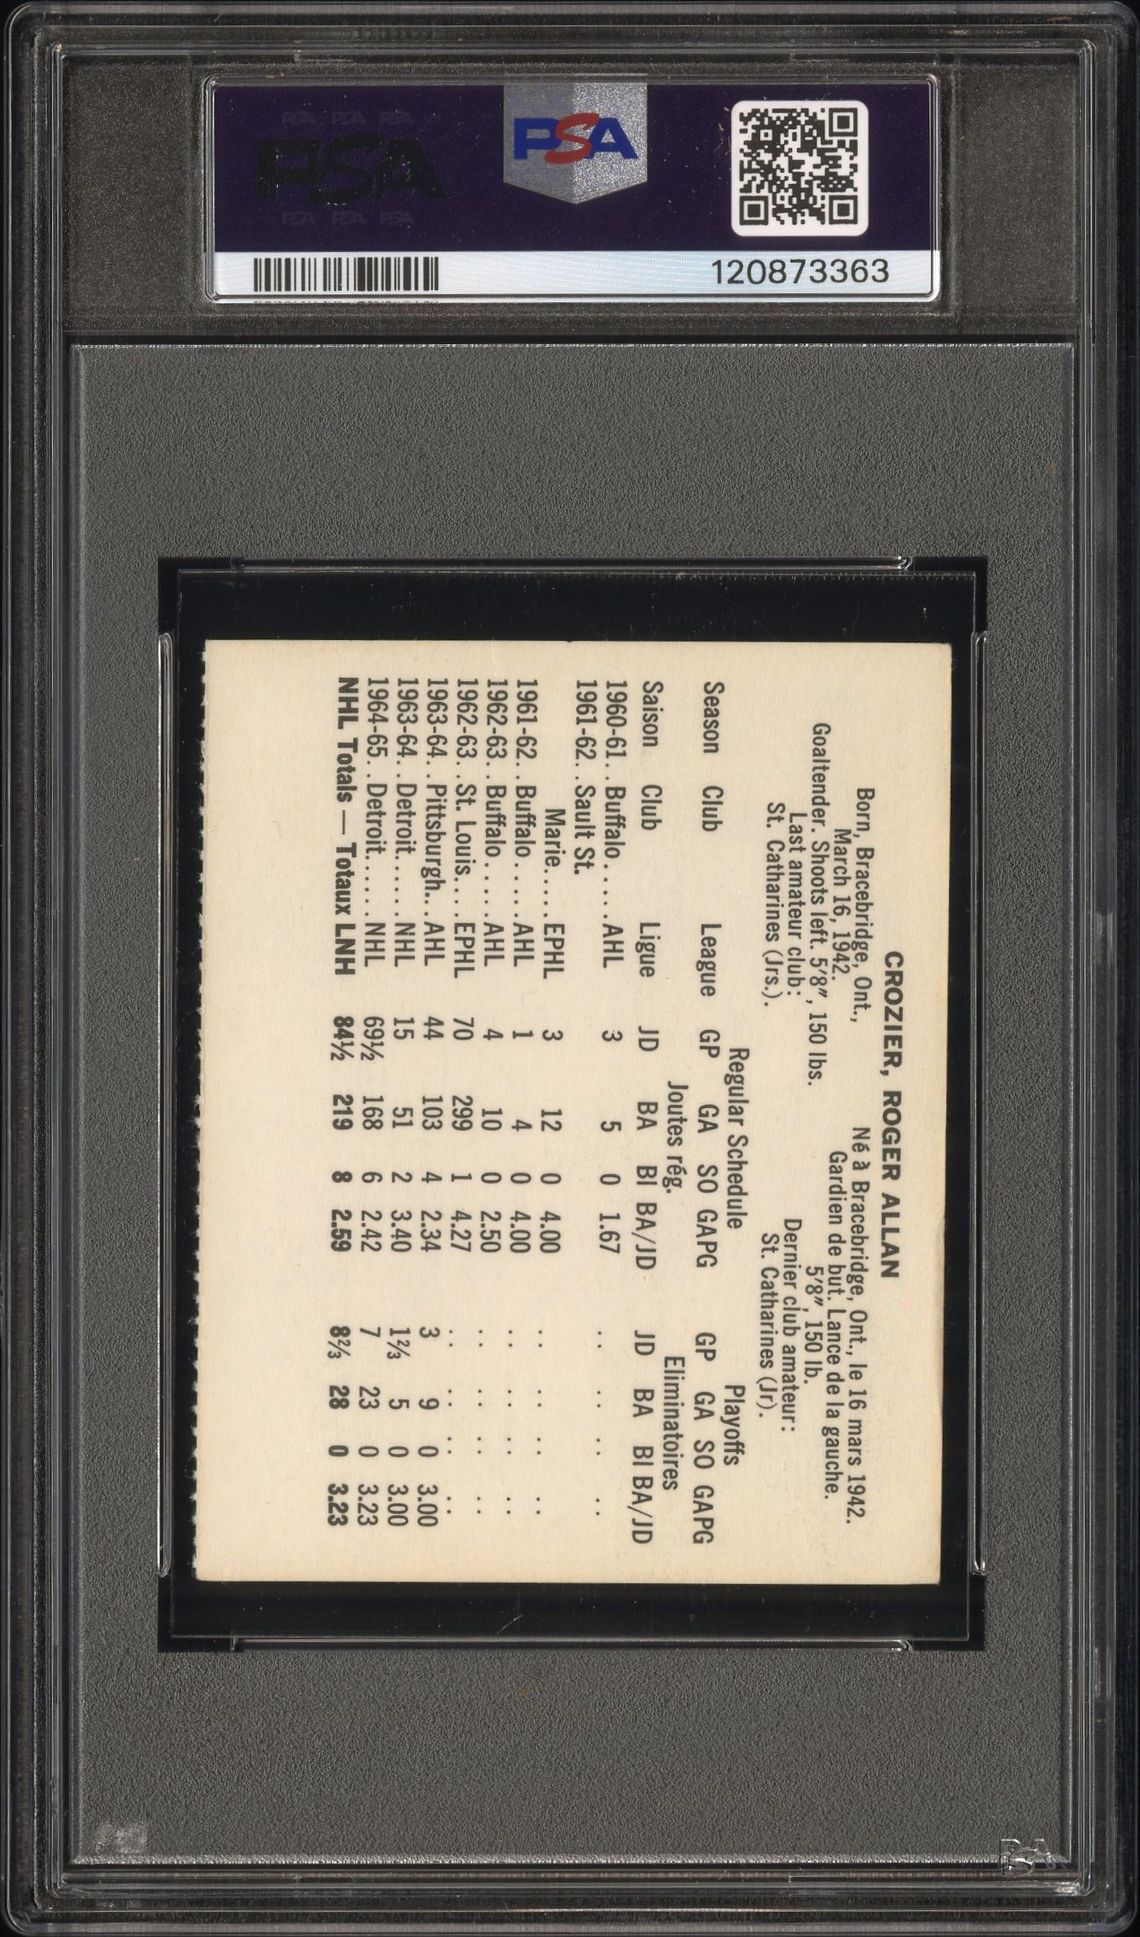 PSA
PSA
120873363
CROZIER, ROGER ALLAN
Born, Bracebridge, Ont.,
March 16, 1942.
Goaltender. Shoots left. 5'8", 150 lbs.
Last amateur club:
St. Catharines (Jrs.).
Né à Bracebridge, Ont., le 16 mars 1942.
Gardien de but. Lance de la gauche.
5'8", 150 lb.
Dernier club amateur:
St. Catharines (Jr).
Regular Schedule Playoffs
Season Club League GP GA SO GAPG GP GA SO GAPG
Joutes rég. Eliminatoires
Saison Club Ligue JD BA BI BA/JD JD BA BI BA/JD
1960-61..Buffalo.....AHL 3 5 0 1.67 .. .. .. ..
1961-62..Sault St.
Marie.....EPHL 3 12 0 4.00 .. .. .. ..
1961-62..Buffalo.....AHL 1 4 0 4.00 .. .. .. ..
1962-63..Buffalo.....AHL 4 10 0 2.50 .. .. .. ..
1962-63..St. Louis....EPHL 70 299 1 4.27 .. .. .. ..
1963-64..Pittsburgh...AHL 44 103 4 2.34 3 9 0 3.00
1963-64..Detroit......NHL 15 51 2 3.40 1⅔ 5 0 3.00
1964-65..Detroit......NHL 69½ 168 6 2.42 7 23 0 3.23
NHL Totals — Totaux LNH 84½ 219 8 2.59 8⅔ 28 0 3.23
PSA